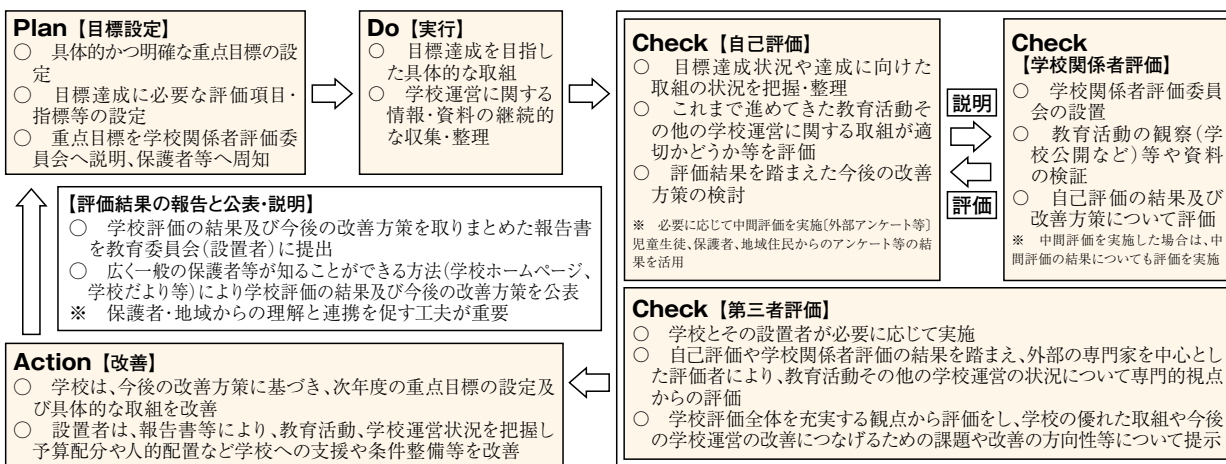 Plan【目標設定】
○ 具体的かつ明確な重点目標の設
定
○ 目標達成に必要な評価項目・
指標等の設定
○ 重点目標を学校関係者評価委
員会へ説明、保護者等へ周知
Do【実行】
○ 目標達成を目指し
た具体的な取組
○ 学校運営に関する
情報・資料の継続的
な収集・整理
Check【自己評価】
○ 目標達成状況や達成に向けた
取組の状況を把握・整理
○ これまで進めてきた教育活動そ
の他の学校運営に関する取組が適
切かどうか等を評価
○ 評価結果を踏まえた今後の改善
方策の検討
※ 必要に応じて中間評価を実施[外部アンケート等]
児童生徒、保護者、地域住民からのアンケート等の結
果を活用
説明
評価
Check
【学校関係者評価】
○ 学校関係者評価委員
会の設置
○ 教育活動の観察(学
校公開など)等や資料
の検証
○ 自己評価の結果及び
改善方策について評価
※ 中間評価を実施した場合は、中
間評価の結果についても評価を実施
【評価結果の報告と公表・説明】
○ 学校評価の結果及び今後の改善方策を取りまとめた報告書
を教育委員会(設置者)に提出
○ 広く一般の保護者等が知ることができる方法(学校ホームページ、
学校だより等)により学校評価の結果及び今後の改善方策を公表
※ 保護者・地域からの理解と連携を促す工夫が重要
Check【第三者評価】
○ 学校とその設置者が必要に応じて実施
○ 自己評価や学校関係者評価の結果を踏まえ、外部の専門家を中心とし
た評価者により、教育活動その他の学校運営の状況について専門的視点
からの評価
○ 学校評価全体を充実する観点から評価をし、学校の優れた取組や今後
の学校運営の改善につなげるための課題や改善の方向性等について提示
Action【改善】
○ 学校は、今後の改善方策に基づき、次年度の重点目標の設定及
び具体的な取組を改善
○ 設置者は、報告書等により、教育活動、学校運営状況を把握し
予算配分や人的配置など学校への支援や条件整備等を改善